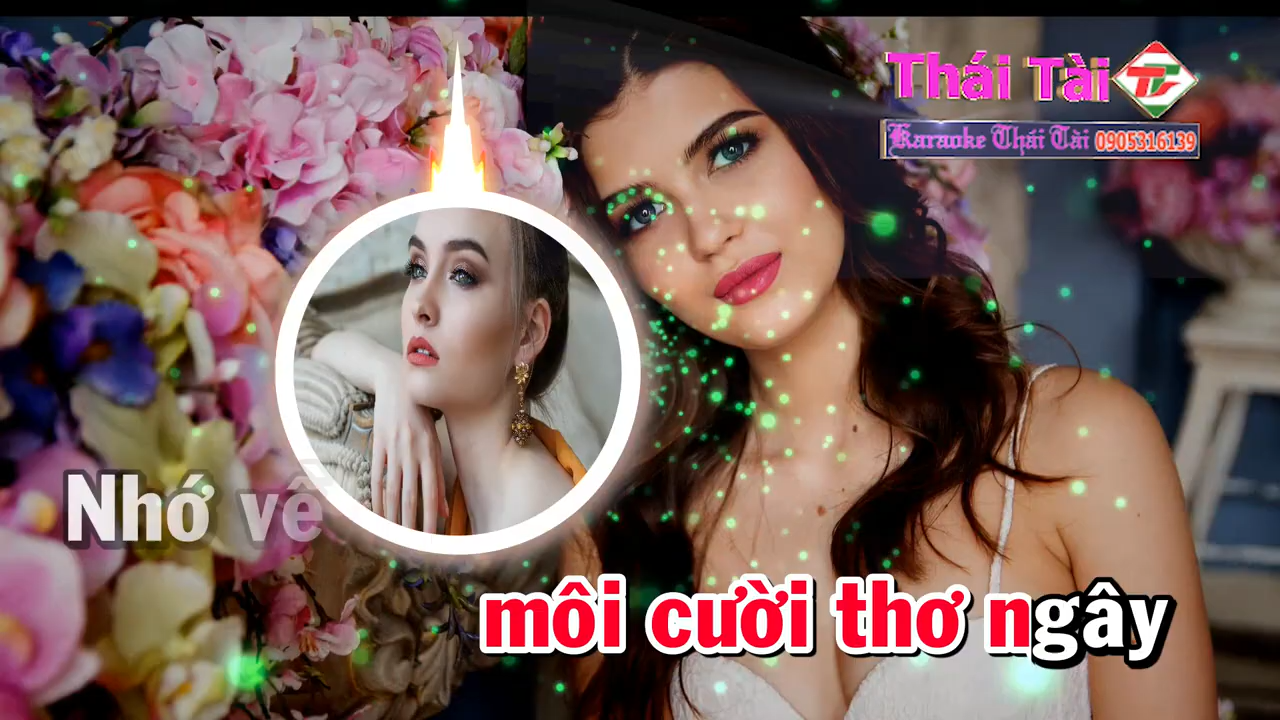 Thái Tài
Karaoke Thái Tài 0905316139
Nhớ về
môi cười thơ ngây